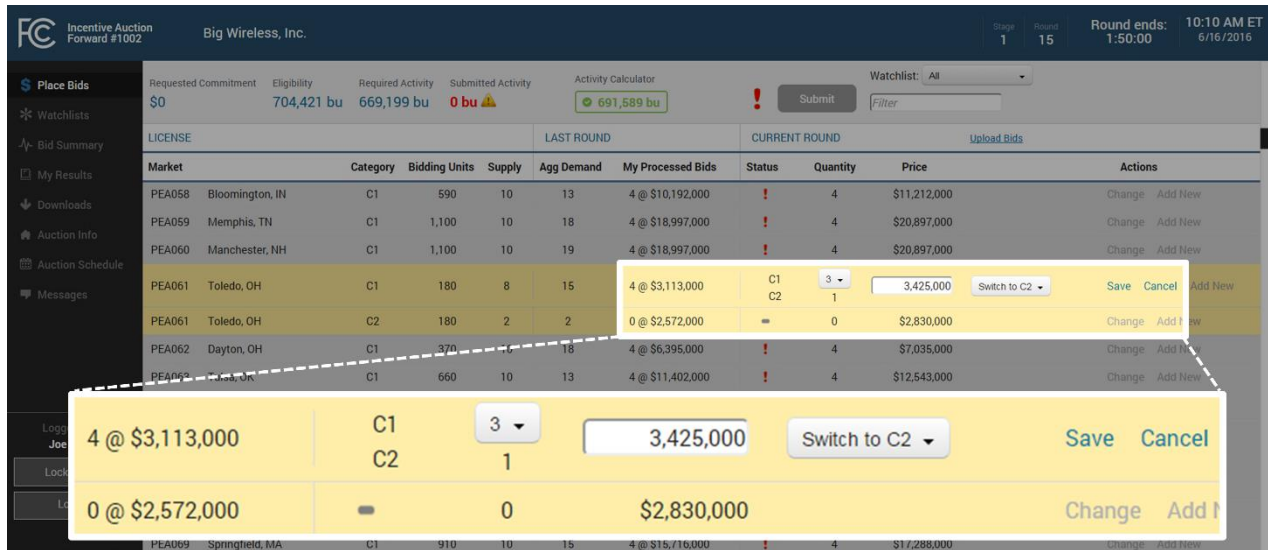 FCC Incentive Auction Forward #1002 Big Wireless, Inc. Stage 1 Round 15 Round ends: 1:50:00 10:10 AM ET 6/16/2016
Place Bids
Watchlists
Bid Summary
My Results
Downloads
Auction Info
Auction Schedule
Messages
Requested Commitment Eligibility Required Activity Submitted Activity Activity Calculator Watchlist: All
$0 704,421 bu 669,199 bu 0 bu 691,589 bu ! Submit Filter
LICENSE LAST ROUND CURRENT ROUND Upload Bids
Market Category Bidding Units Supply Agg Demand My Processed Bids Status Quantity Price Actions
PEA058 Bloomington, IN C1 590 10 13 4 @ $10,192,000 ! 4 $11,212,000 Change Add New
PEA059 Memphis, TN C1 1,100 10 18 4 @ $18,997,000 ! 4 $20,897,000 Change Add New
PEA060 Manchester, NH C1 1,100 10 19 4 @ $18,997,000 ! 4 $20,897,000 Change Add New
PEA061 Toledo, OH C1 180 8 15 4 @ $3,113,000 C1 3 3,425,000 Switch to C2 Save Cancel Add New
C2 1
PEA061 Toledo, OH C2 180 2 2 0 @ $2,572,000 0 $2,830,000 Change
PEA062 Dayton, OH C1 370 18 4 @ $6,395,000 ! 4 $7,035,000 Change Add New
PEA063 Tulsa, OK C1 660 10 13 4 @ $11,402,000 ! 4 $12,543,000 Change Add New
Joe
Lock
4 @ $3,113,000 C1 3 3,425,000 Switch to C2 Save Cancel
C2 1
0 @ $2,572,000 0 $2,830,000 Change Add
PEA069 Springfield, MA C1 910 10 15 4 @ $15,716,000 ! 4 $17,288,000 Change Add New